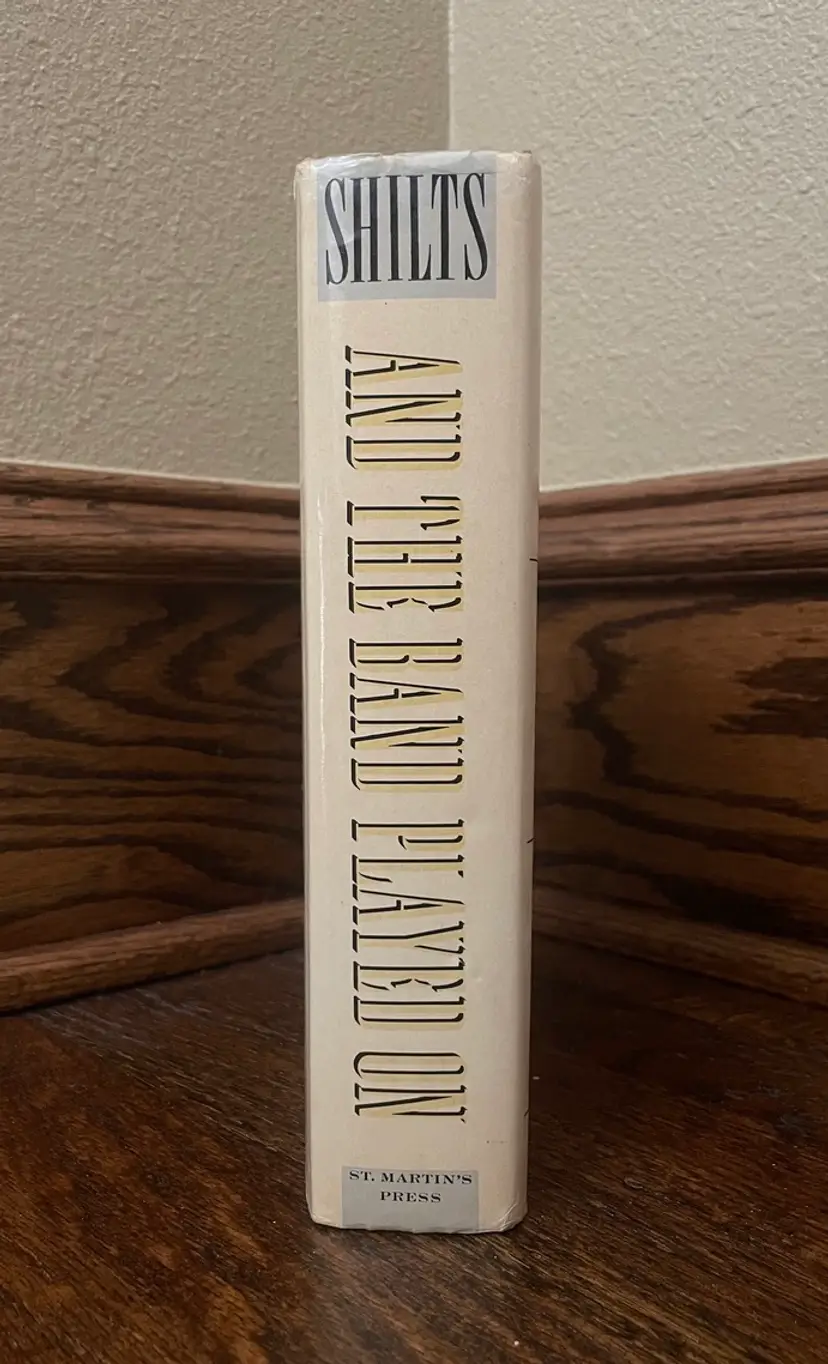 SHILTS
AND THE BAND PLAYED ON
ST. MARTIN'S
PRESS